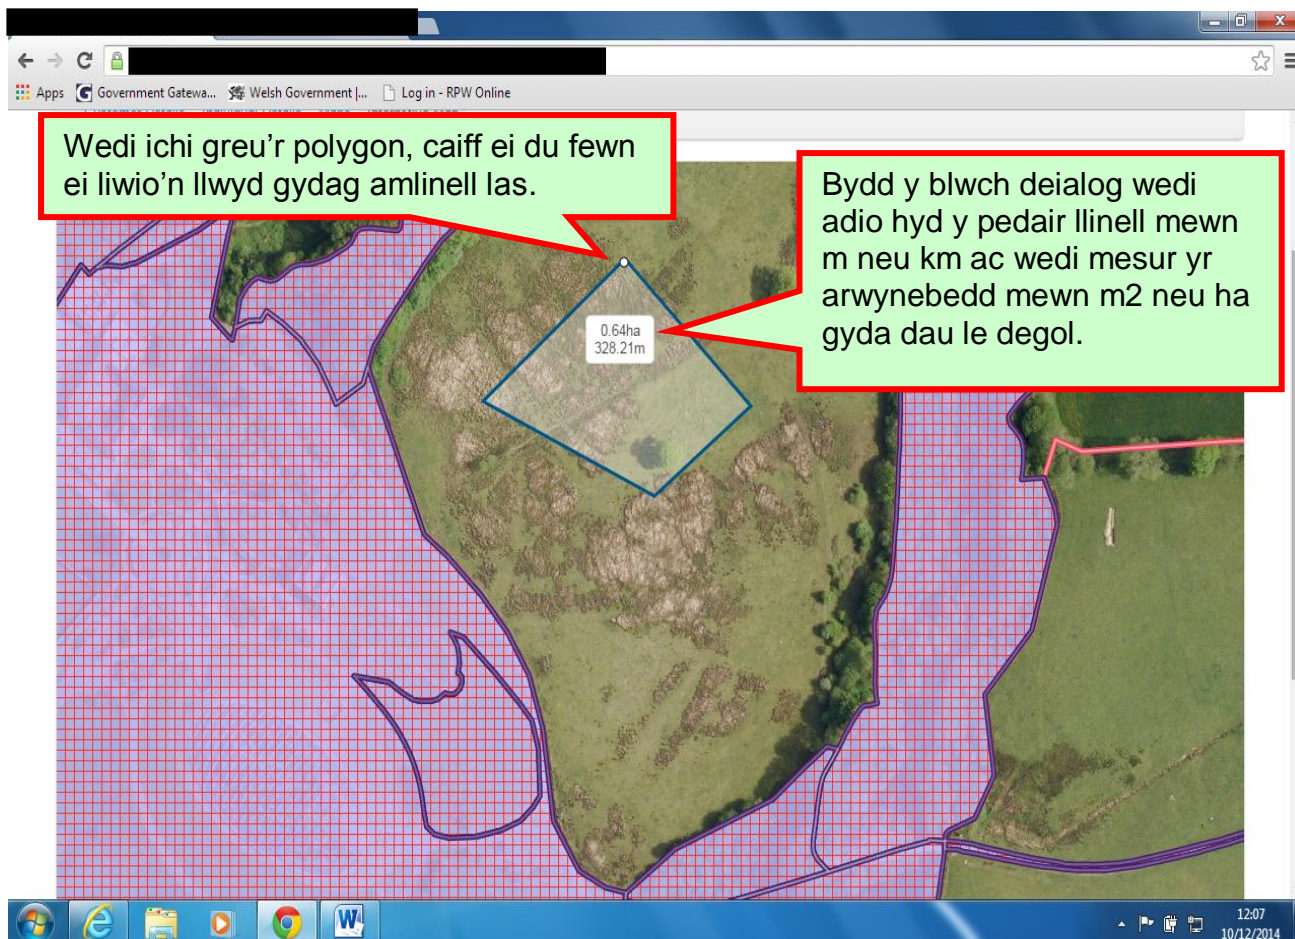 Apps Government Gatewa... Welsh Government |... Log in - RPW Online
Wedi ichi greu’r polygon, caiff ei du fewn
ei liwio’n llwyd gydag amlinell las.
Bydd y blwch deialog wedi
adio hyd y pedair llinell mewn
m neu km ac wedi mesur yr
arwynebedd mewn m2 neu ha
gyda dau le degol.
0.64ha
328.21m
12:07
10/12/2014